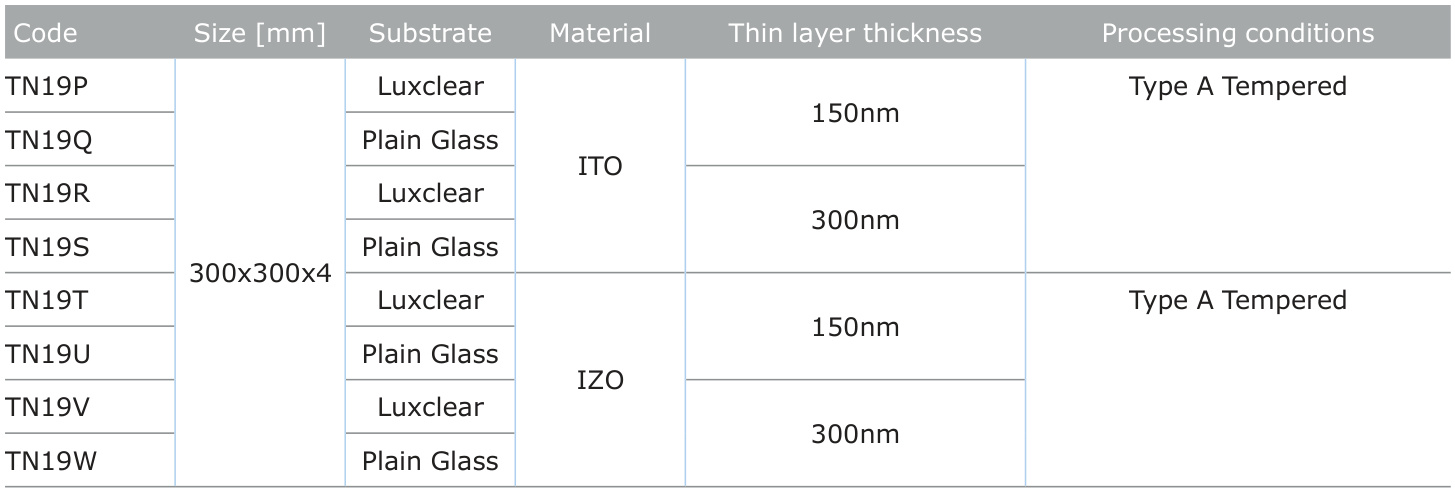 Code Size [mm] Substrate Material Thin layer thickness Processing conditions
TN19P Luxclear Type A Tempered
150nm
TN19Q Plain Glass
ITO
TN19R Luxclear
300nm
TN19S Plain Glass
300x300x4
TN19T Luxclear Type A Tempered
150nm
TN19U Plain Glass
IZO
TN19V Luxclear
300nm
TN19W Plain Glass